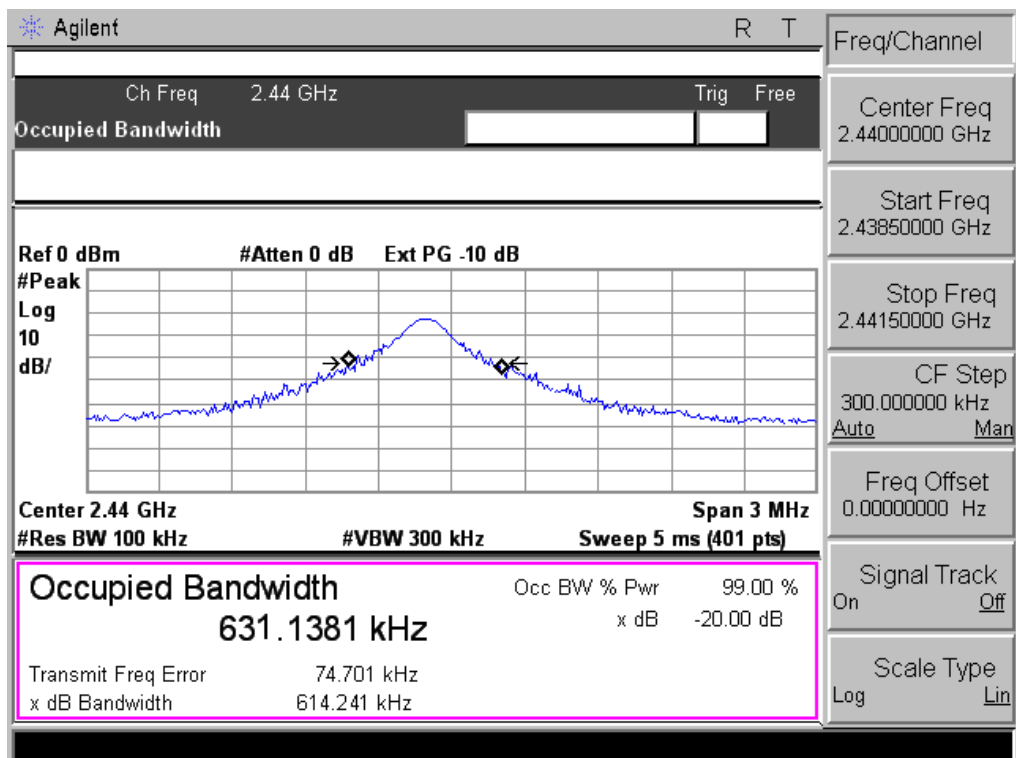 Agilent R T
Ch Freq 2.44 GHz Trig Free
Occupied Bandwidth
Ref 0 dBm #Atten 0 dB Ext PG -10 dB
#Peak
Log
10
dB/
Center 2.44 GHz Span 3 MHz
#Res BW 100 kHz #VBW 300 kHz Sweep 5 ms (401 pts)
Occupied Bandwidth Occ BW % Pwr 99.00 %
631.1381 kHz x dB -20.00 dB
Transmit Freq Error 74.701 kHz
x dB Bandwidth 614.241 kHz
Freq/Channel
Center Freq
2.44000000 GHz
Start Freq
2.43850000 GHz
Stop Freq
2.44150000 GHz
CF Step
300.000000 kHz
Auto Man
Freq Offset
0.00000000 Hz
Signal Track
On Off
Scale Type
Log Lin